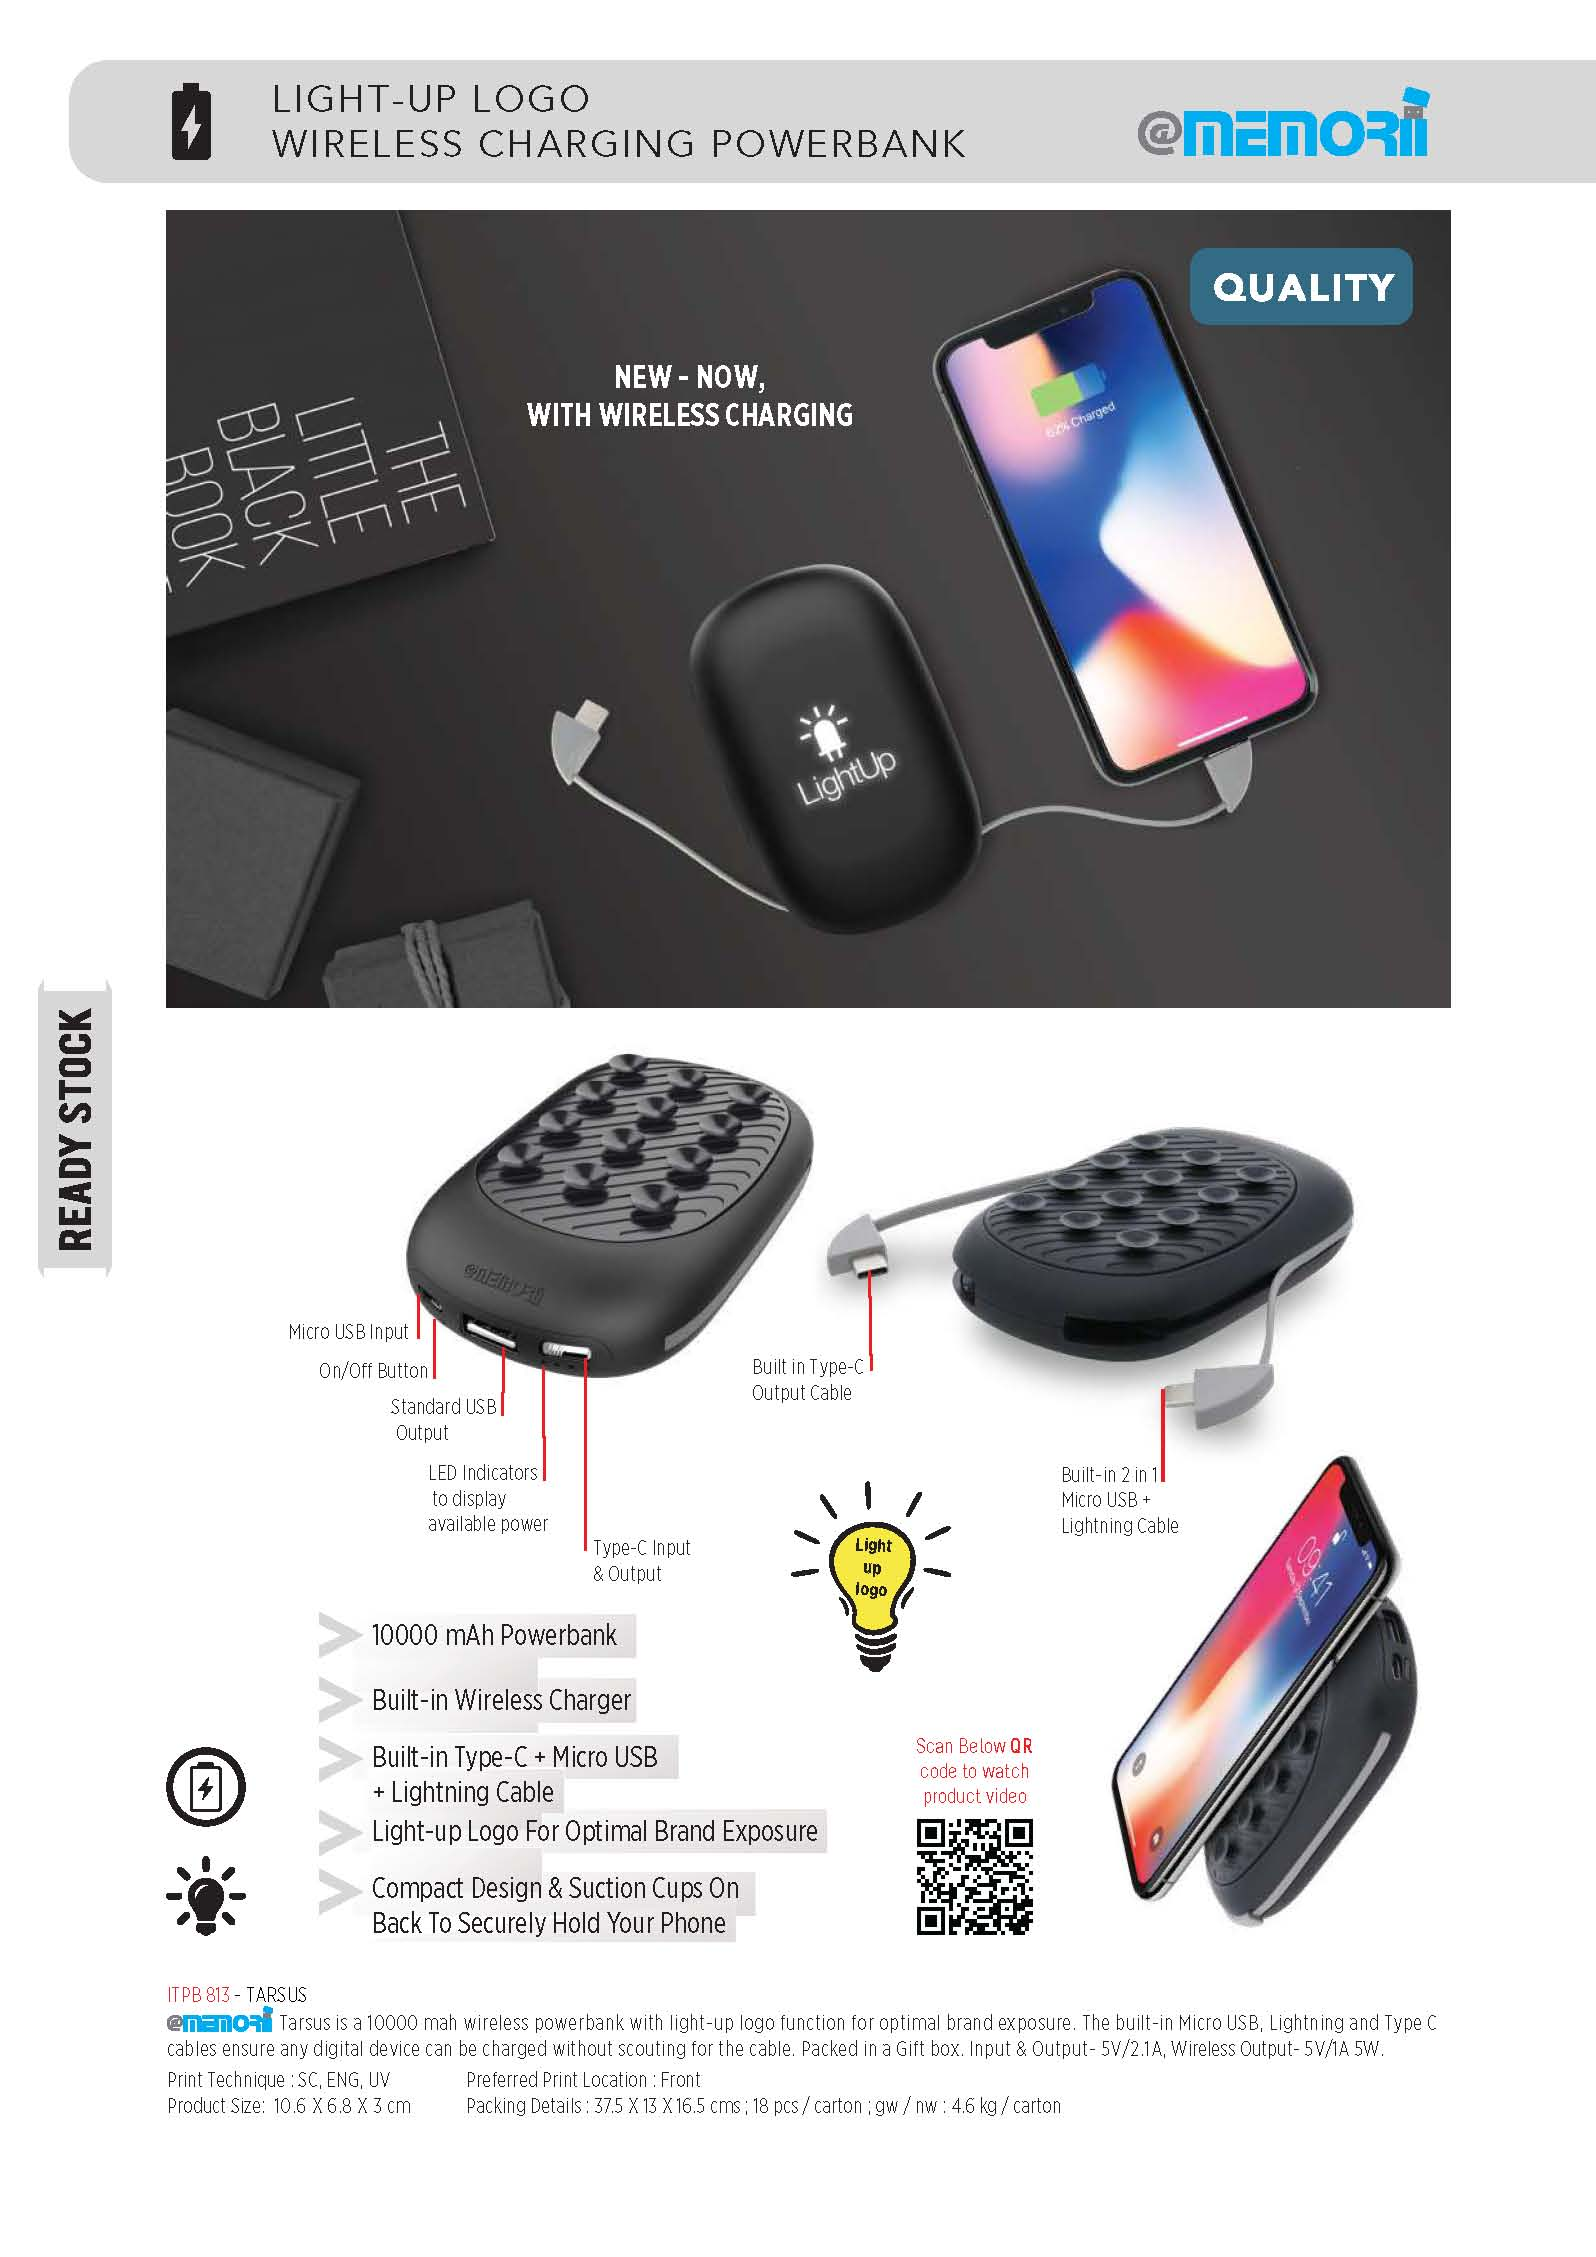 LIGHT-UP LOGO
WIRELESS CHARGING POWERBANK
@MEMORII
QUALITY
NEW - NOW,
WITH WIRELESS CHARGING
THE
LITTLE
BLACK
BOOK
62% Charged
LightUp
READY STOCK
@MEMORII
Micro USB Input
On/Off Button
Standard USB
Output
LED Indicators
to display
available power
Type-C Input
& Output
Built in Type-C
Output Cable
Built-in 2 in 1
Micro USB +
Lightning Cable
09:41
Light
up
logo
10000 mAh Powerbank
Built-in Wireless Charger
Built-in Type-C + Micro USB
+ Lightning Cable
Light-up Logo For Optimal Brand Exposure
Compact Design & Suction Cups On
Back To Securely Hold Your Phone
Scan Below QR
code to watch
product video
ITPB 813 - TARSUS
@MEMORII Tarsus is a 10000 mah wireless powerbank with light-up logo function for optimal brand exposure. The built-in Micro USB, Lightning and Type C
cables ensure any digital device can be charged without scouting for the cable. Packed in a Gift box. Input & Output- 5V/2.1A, Wireless Output- 5V/1A 5W.
Print Technique : SC, ENG, UV
Preferred Print Location : Front
Product Size: 10.6 X 6.8 X 3 cm
Packing Details : 37.5 X 13 X 16.5 cms ; 18 pcs / carton ; gw / nw : 4.6 kg / carton